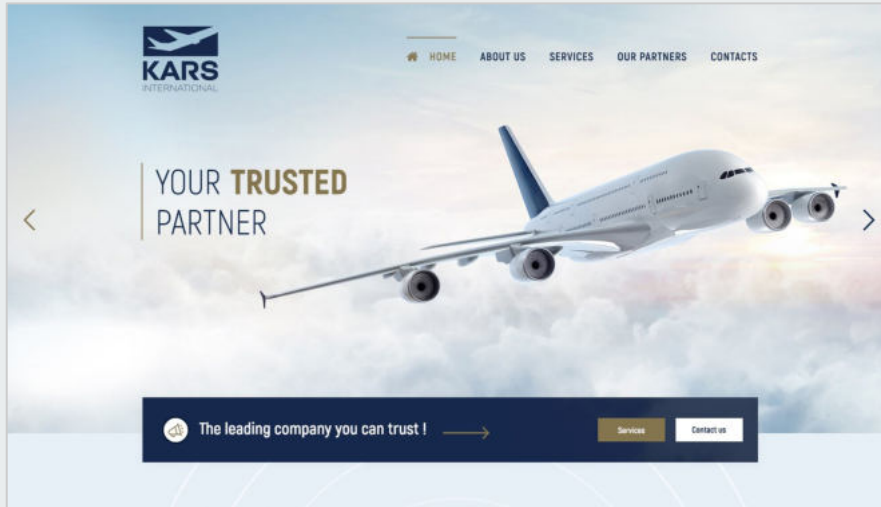 KARS
INTERNATIONAL
HOME ABOUT US SERVICES OUR PARTNERS CONTACTS
YOUR TRUSTED
PARTNER
The leading company you can trust ! Services Contact us